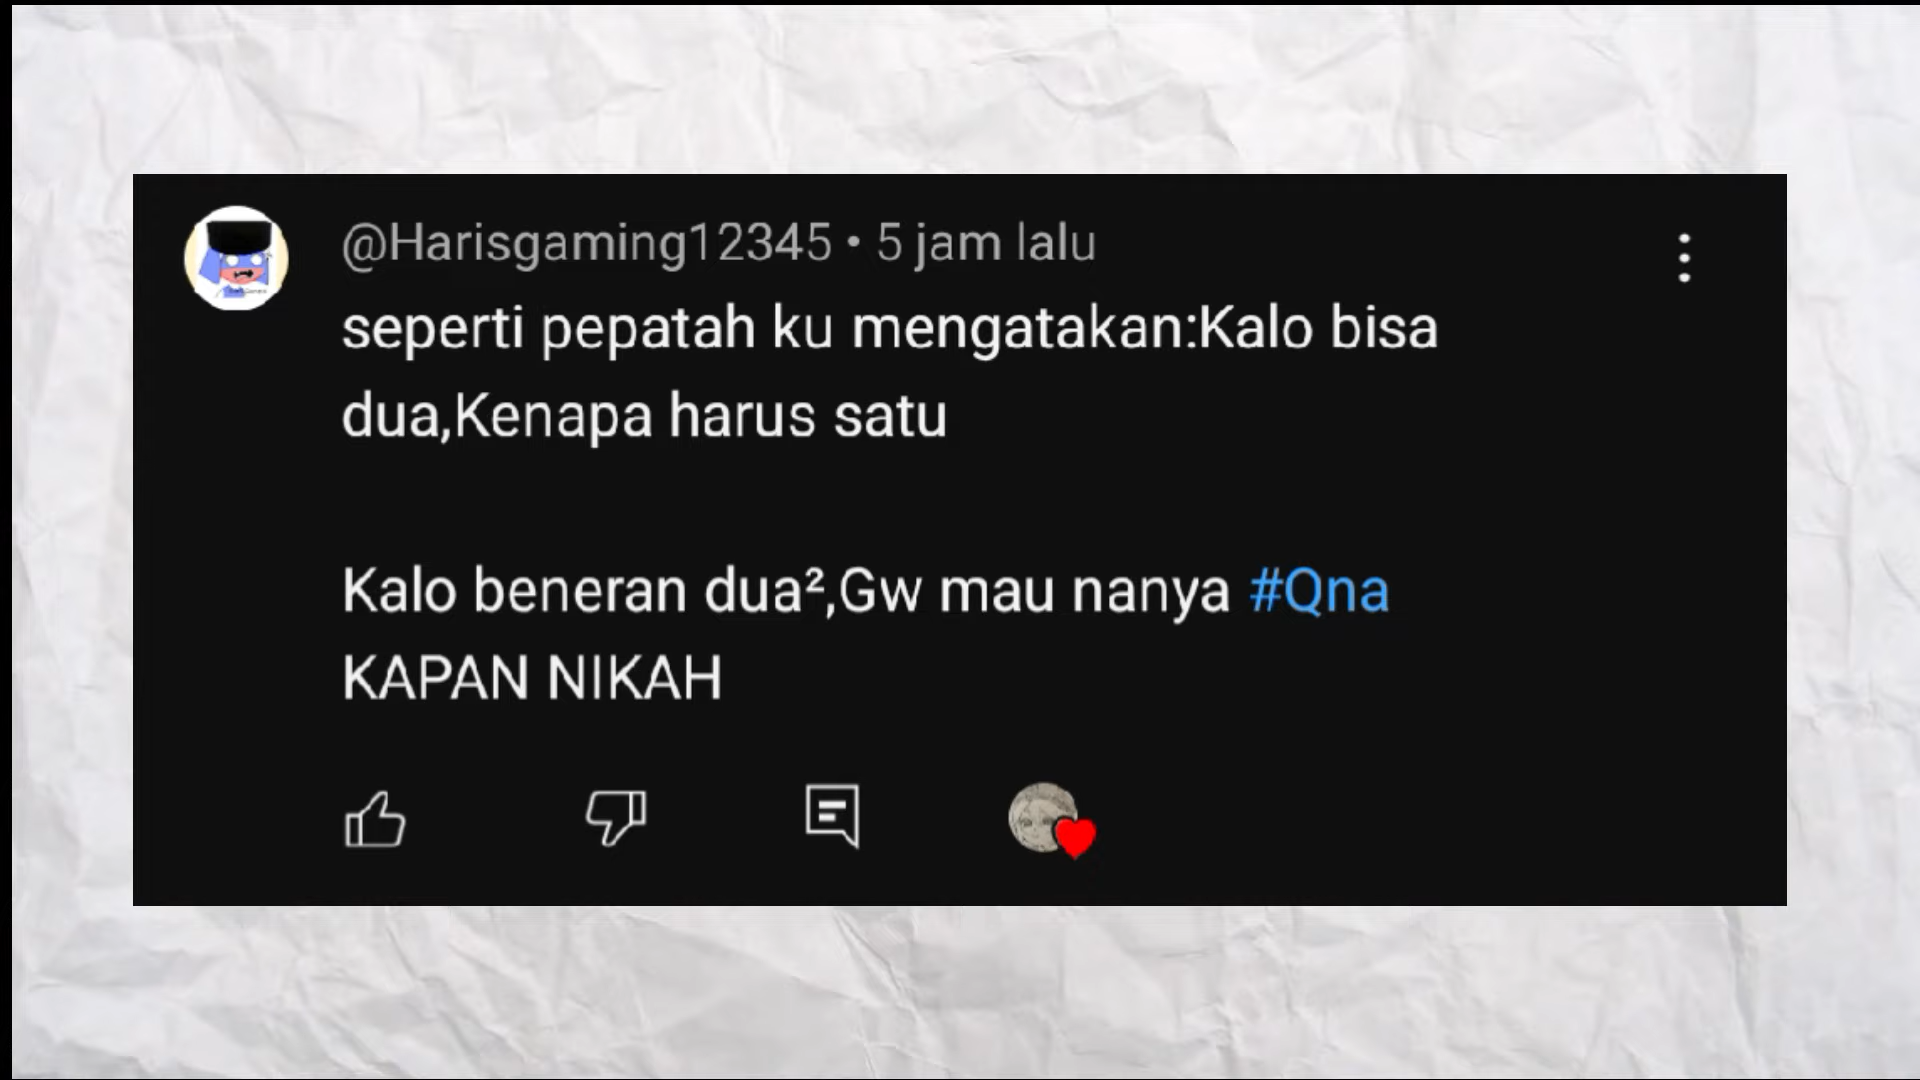 @Harisgaming12345 • 5 jam lalu
seperti pepatah ku mengatakan:Kalo bisa
dua,Kenapa harus satu
Kalo beneran dua²,Gw mau nanya #Qna
KAPAN NIKAH